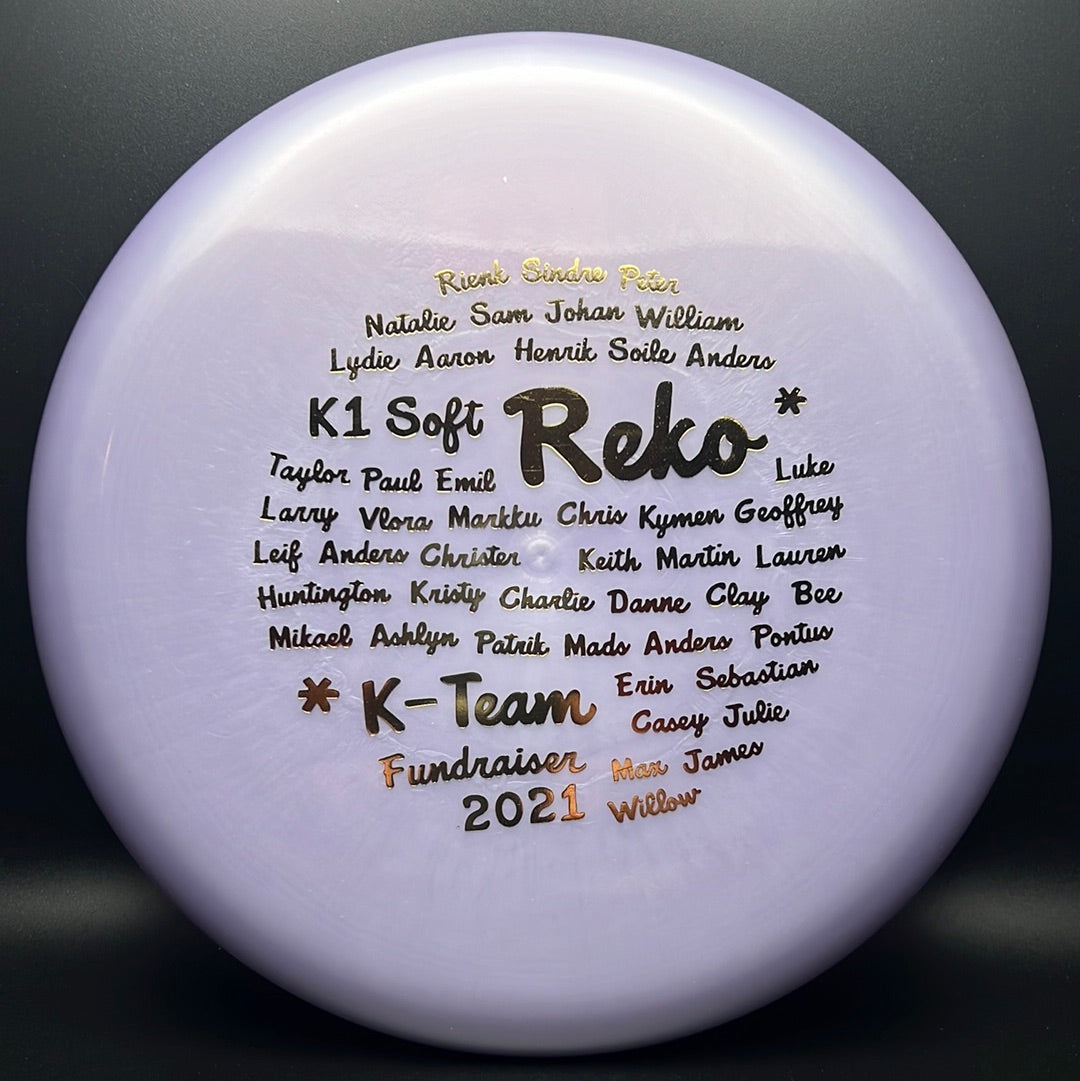 Rienk Sindre Peter
Natalie Sam Johan William
Lydie Aaron Henrik Soile Anders
K1 Soft Reko *
Taylor Paul Emil Luke
Larry Vlora Markku Chris Kymen Geoffrey
Leif Anders Christer Keith Martin Lauren
Huntington Kristy Charlie Danne Clay Bee
Mikael Ashlyn Patrik Mads Anders Pontus
* K-Team Erin Sebastian
Casey Julie
Fundraiser Max James
2021 Willow